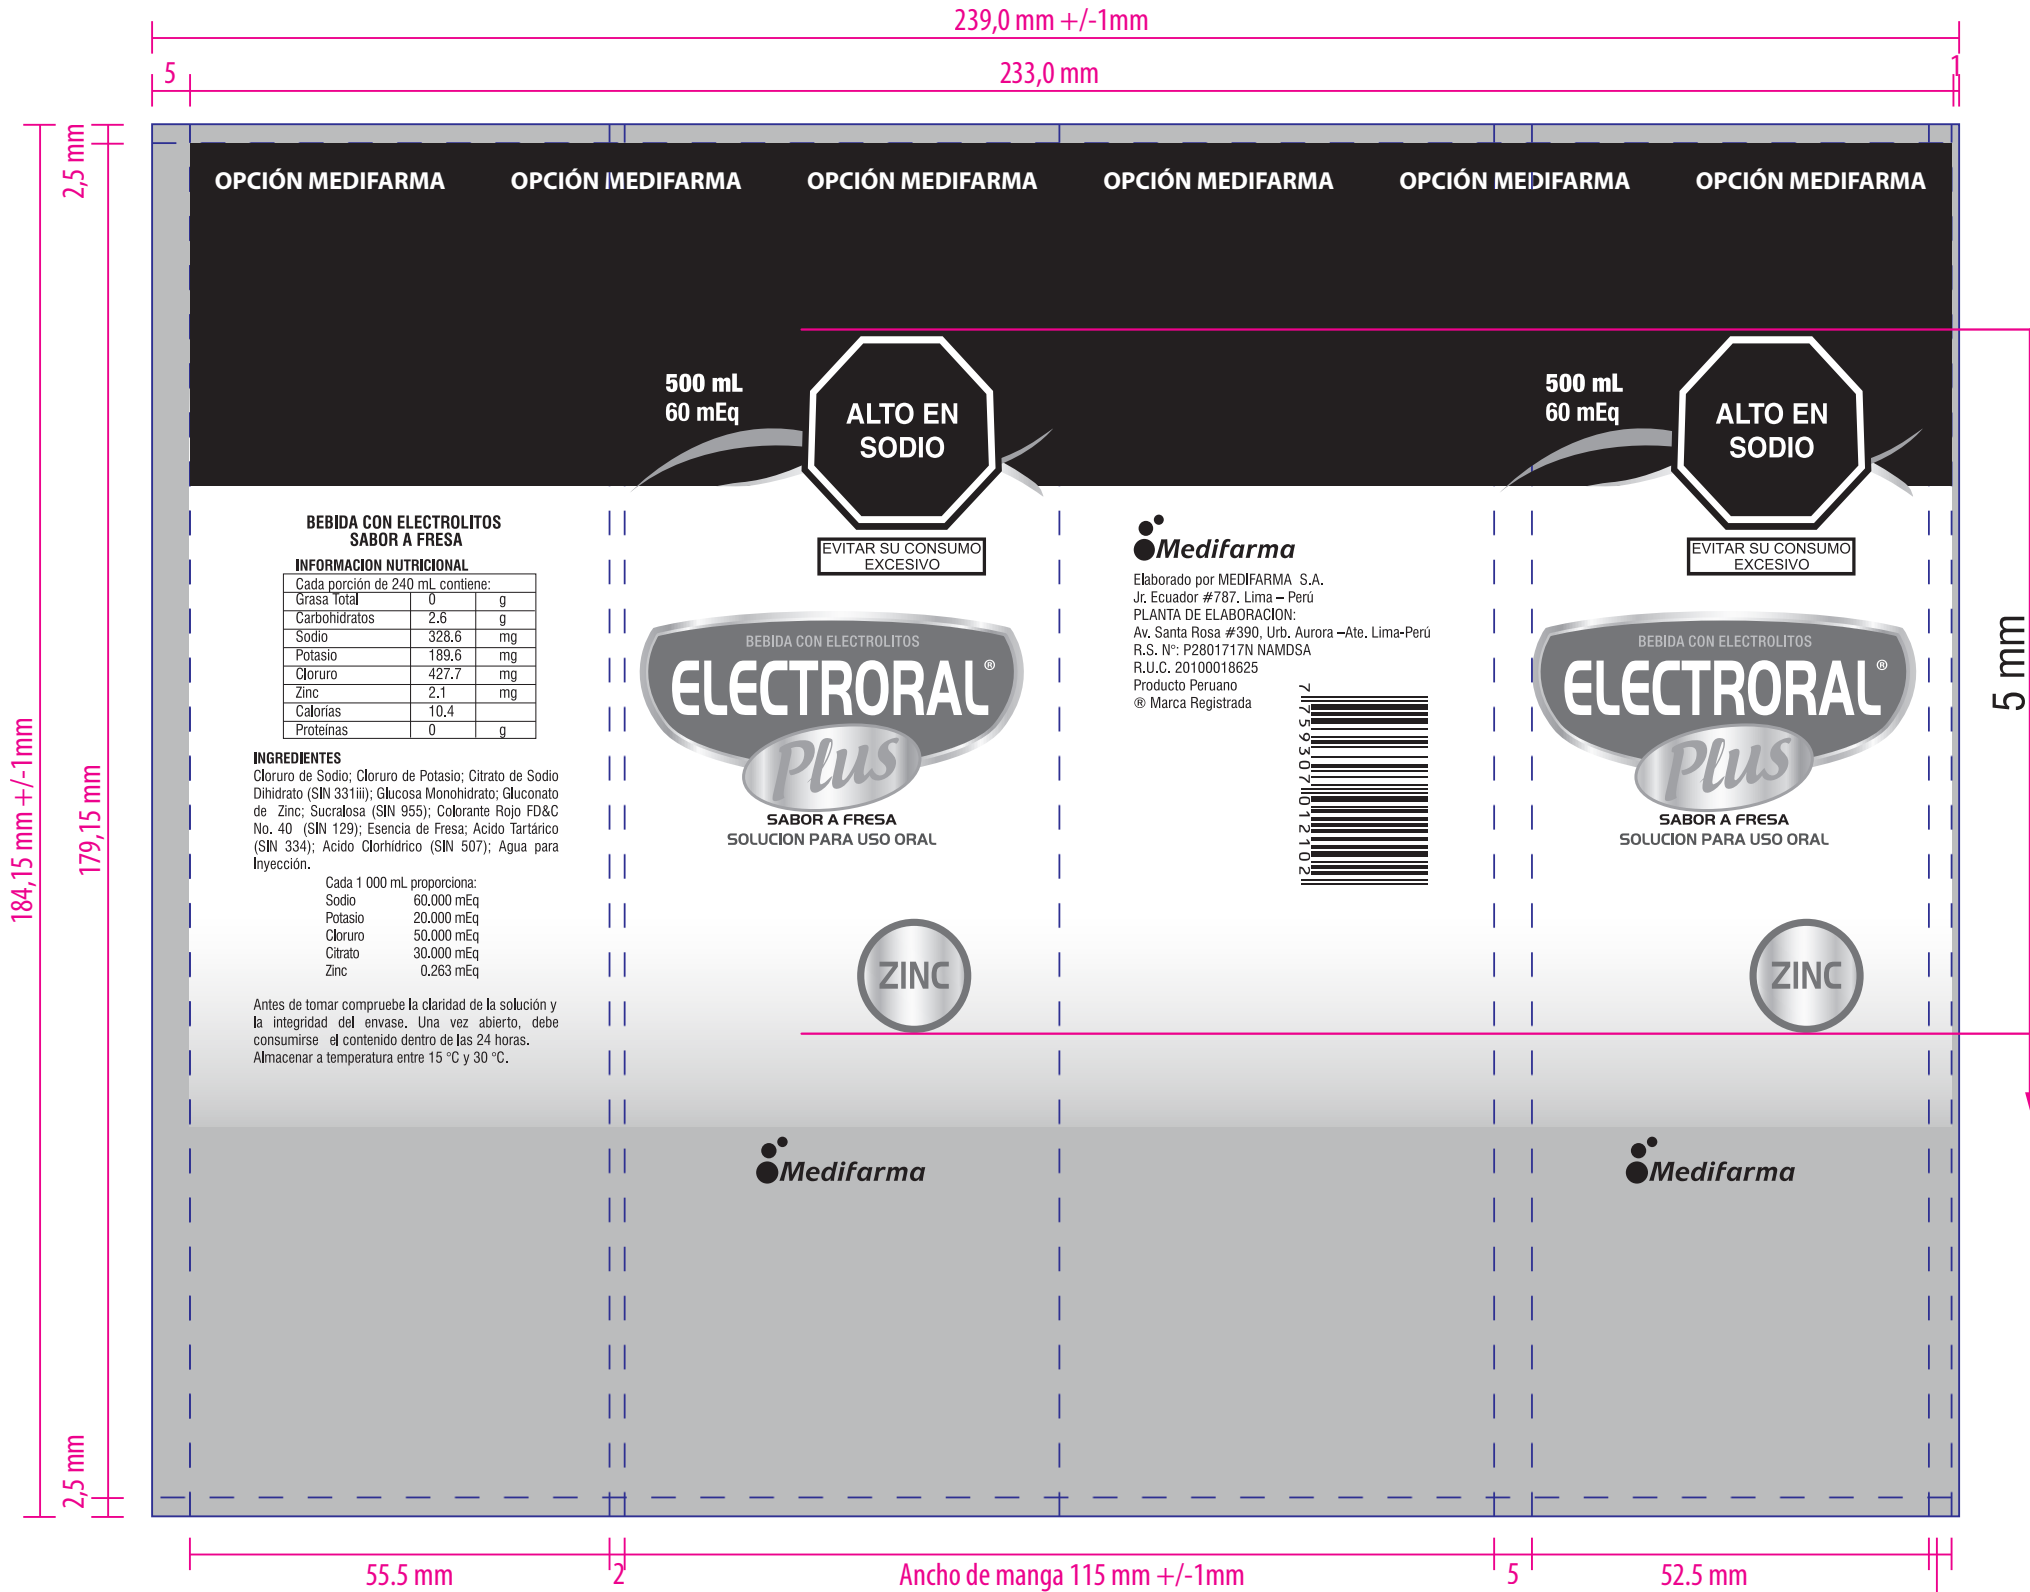 239,0 mm +/-1mm
5
233,0 mm
1
2,5 mm
184,15 mm +/-1mm
179,15 mm
2,5 mm
OPCIÓN MEDIFARMA
OPCIÓN MEDIFARMA
OPCIÓN MEDIFARMA
OPCIÓN MEDIFARMA
OPCIÓN MEDIFARMA
OPCIÓN MEDIFARMA
BEBIDA CON ELECTROLITOS
SABOR A FRESA
INFORMACION NUTRICIONAL
Cada porción de 240 mL contiene:
Grasa Total 0 g
Carbohidratos 2.6 g
Sodio 328.6 mg
Potasio 189.6 mg
Cloruro 427.7 mg
Zinc 2.1 mg
Calorías 10.4
Proteínas 0 g
INGREDIENTES
Cloruro de Sodio; Cloruro de Potasio; Citrato de Sodio
Dihidrato (SIN 331iii); Glucosa Monohidrato; Gluconato
de Zinc; Sucralosa (SIN 955); Colorante Rojo FD&C
No. 40 (SIN 129); Esencia de Fresa; Acido Tartárico
(SIN 334); Acido Clorhídrico (SIN 507); Agua para
Inyección.
Cada 1 000 mL proporciona:
Sodio 60.000 mEq
Potasio 20.000 mEq
Cloruro 50.000 mEq
Citrato 30.000 mEq
Zinc 0.263 mEq
Antes de tomar compruebe la claridad de la solución y
la integridad del envase. Una vez abierto, debe
consumirse el contenido dentro de las 24 horas.
Almacenar a temperatura entre 15 °C y 30 °C.
500 mL
60 mEq
ALTO EN
SODIO
EVITAR SU CONSUMO
EXCESIVO
BEBIDA CON ELECTROLITOS
ELECTRORAL®
Plus
SABOR A FRESA
SOLUCION PARA USO ORAL
ZINC
Medifarma
Medifarma
Elaborado por MEDIFARMA S.A.
Jr. Ecuador #787. Lima – Perú
PLANTA DE ELABORACION:
Av. Santa Rosa #390, Urb. Aurora –Ate. Lima-Perú
R.S. N°: P2801717N NAMDSA
R.U.C. 20100018625
Producto Peruano
® Marca Registrada
7 759307 012102
500 mL
60 mEq
ALTO EN
SODIO
EVITAR SU CONSUMO
EXCESIVO
BEBIDA CON ELECTROLITOS
ELECTRORAL®
Plus
SABOR A FRESA
SOLUCION PARA USO ORAL
ZINC
Medifarma
5 mm
55.5 mm
2
Ancho de manga 115 mm +/-1mm
5
52.5 mm